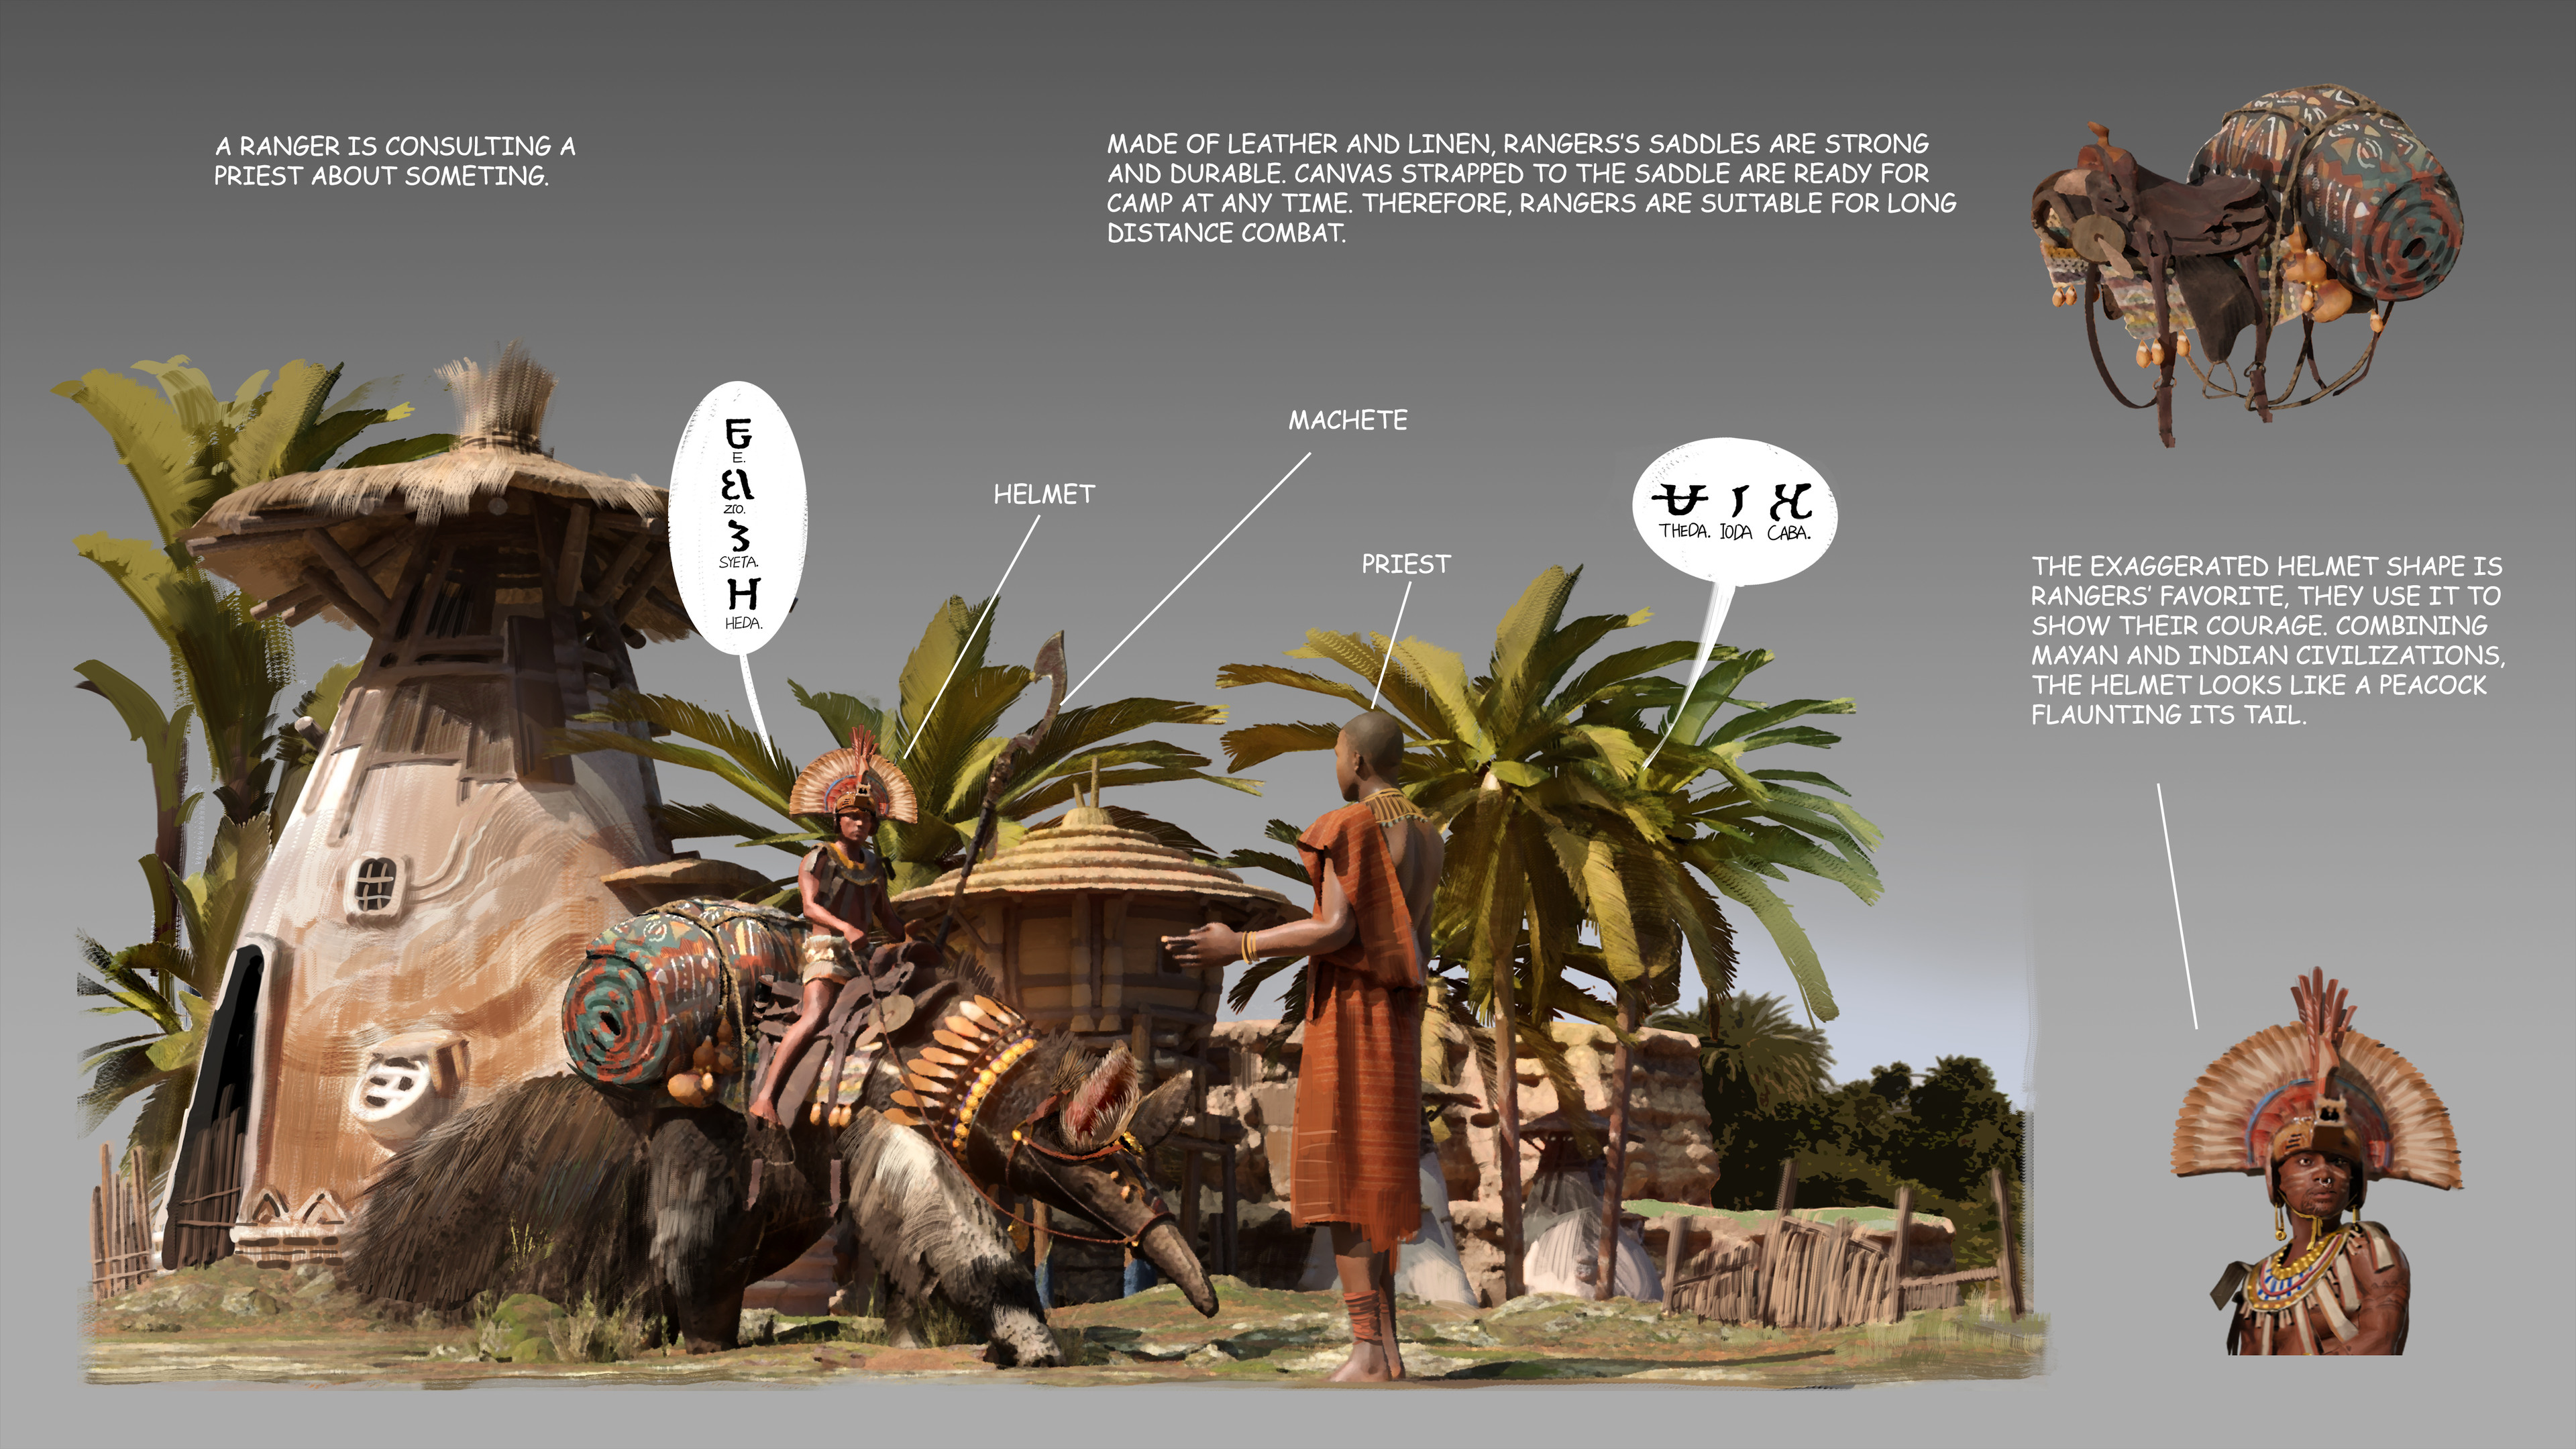 A RANGER IS CONSULTING A
PRIEST ABOUT SOMETING.
MADE OF LEATHER AND LINEN, RANGERS'S SADDLES ARE STRONG
AND DURABLE. CANVAS STRAPPED TO THE SADDLE ARE READY FOR
CAMP AT ANY TIME. THEREFORE, RANGERS ARE SUITABLE FOR LONG
DISTANCE COMBAT.
E.
ZIO.
SYETA.
HEDA.
HELMET
MACHETE
PRIEST
THEDA. IODA CABA.
THE EXAGGERATED HELMET SHAPE IS
RANGERS' FAVORITE, THEY USE IT TO
SHOW THEIR COURAGE. COMBINING
MAYAN AND INDIAN CIVILIZATIONS,
THE HELMET LOOKS LIKE A PEACOCK
FLAUNTING ITS TAIL.